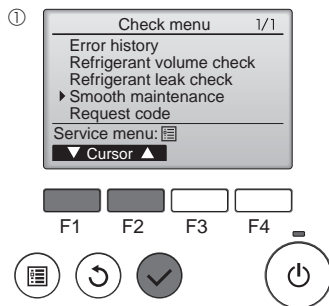 ①
Check menu 1/1
Error history
Refrigerant volume check
Refrigerant leak check
Smooth maintenance
Request code
Service menu:
▼ Cursor ▲
F1 F2 F3 F4